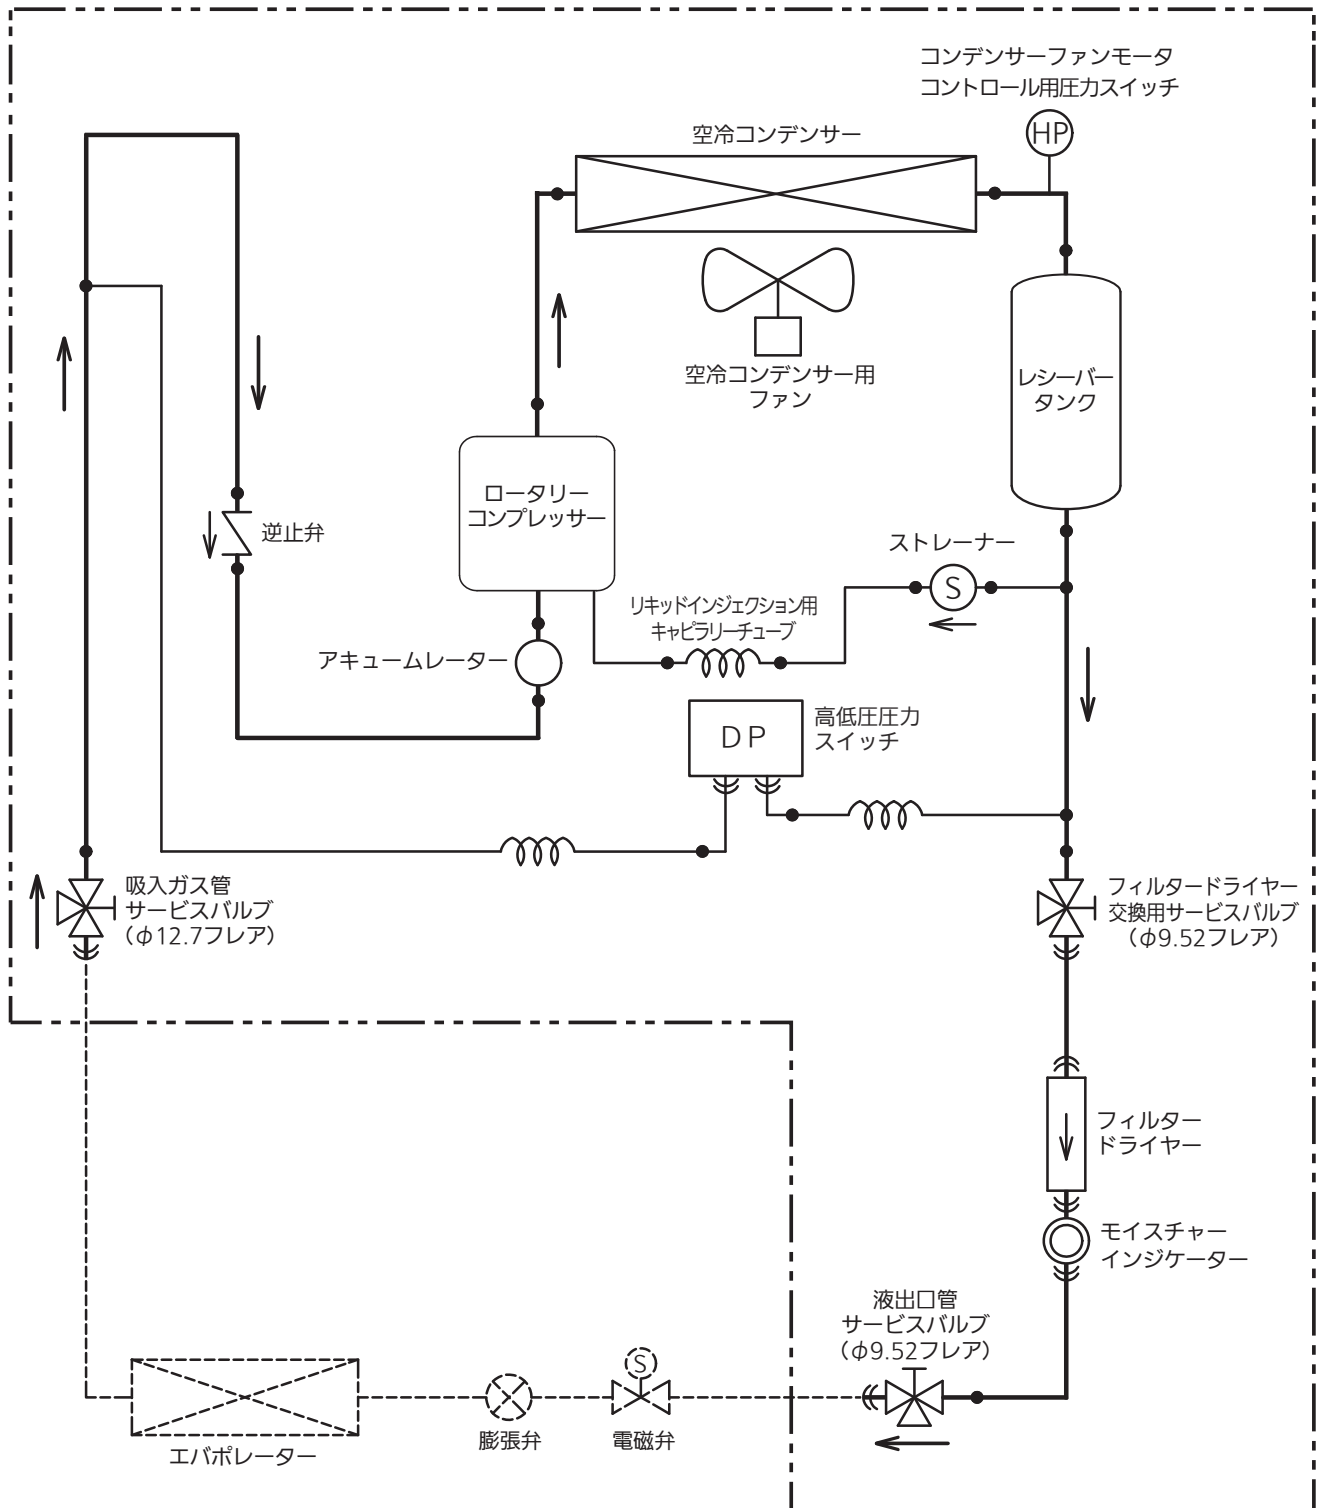 コンデンサーファンモータ
コントロール用圧力スイッチ
HP
空冷コンデンサー
空冷コンデンサー用
ファン
レシーバー
タンク
ロータリー
コンプレッサー
逆止弁
ストレーナー
S
リキッドインジェクション用
キャピラリーチューブ
アキュームレーター
DP
高低圧圧力
スイッチ
吸入ガス管
サービスバルブ
(φ12.7フレア)
フィルタードライヤー
交換用サービスバルブ
(φ9.52フレア)
フィルター
ドライヤー
モイスチャー
インジケーター
液出口管
サービスバルブ
(φ9.52フレア)
S
エバポレーター
膨張弁
電磁弁